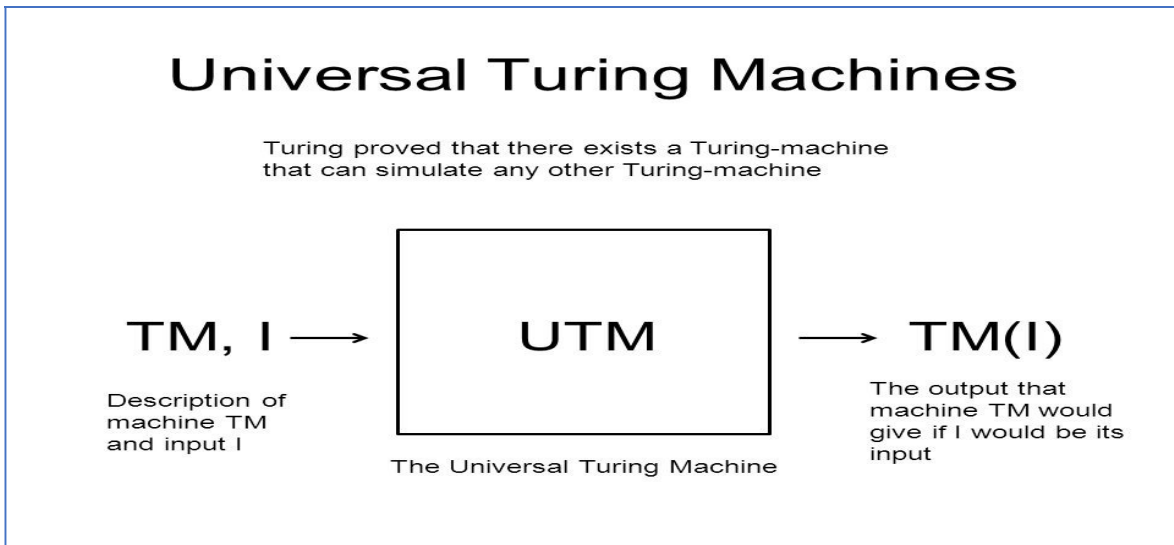 Universal Turing Machines
Turing proved that there exists a Turing-machine
that can simulate any other Turing-machine
TM, I
UTM
TM(I)
Description of
machine TM
and input I
The Universal Turing Machine
The output that
machine TM would
give if I would be its
input